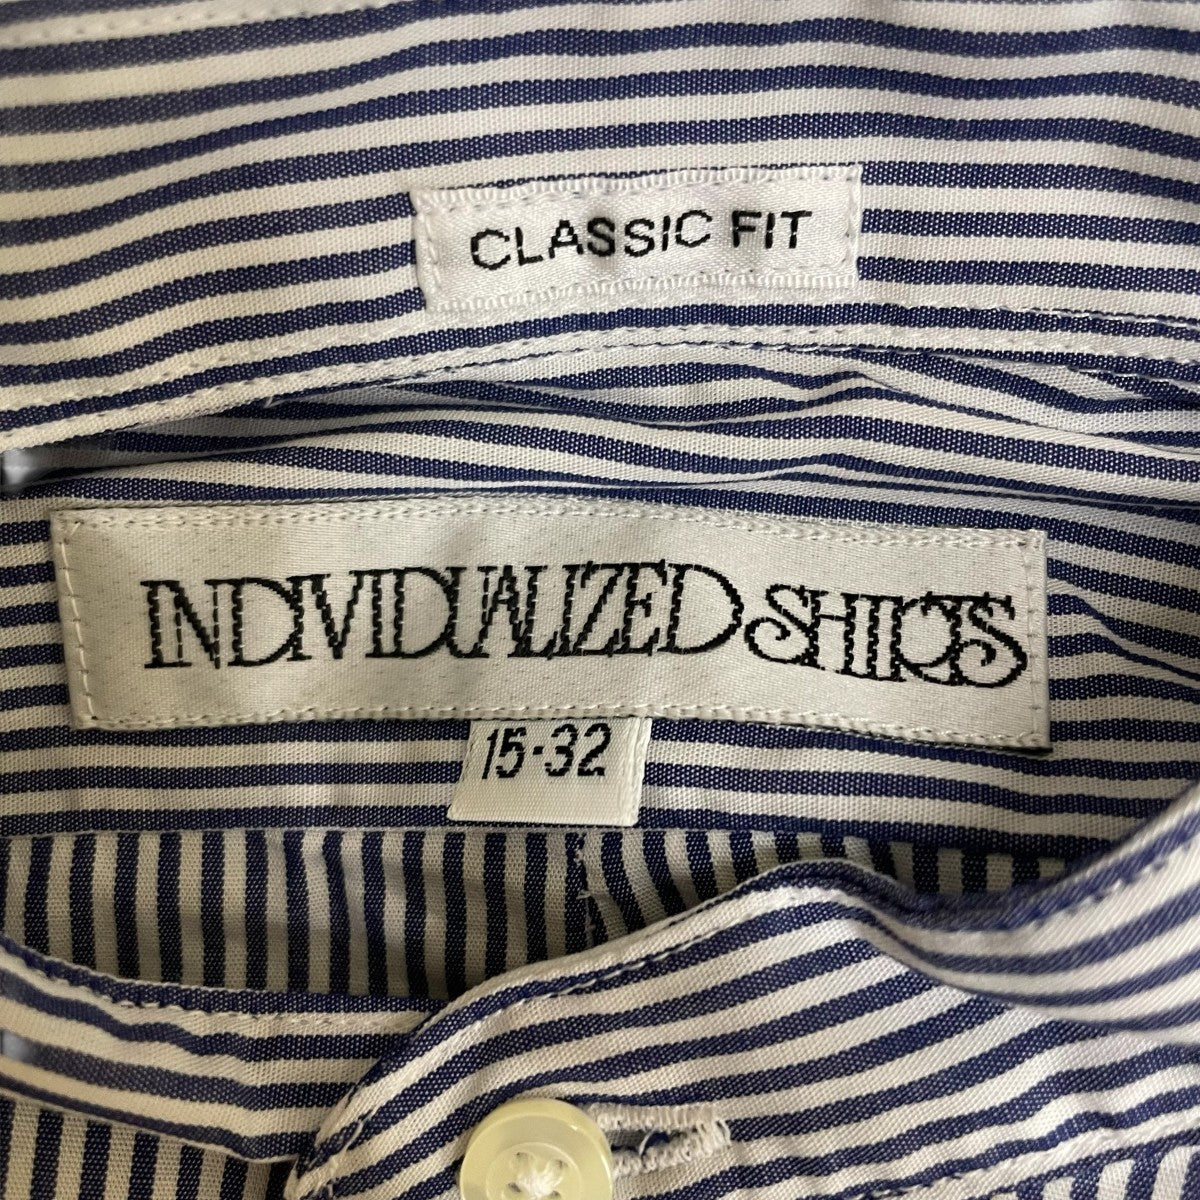 CLASSIC FIT
INDIVIDUALIZED SHIRTS
15·32